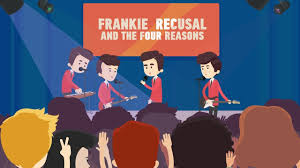 FRANKIE RECUSAL
AND THE FOUR REASONS